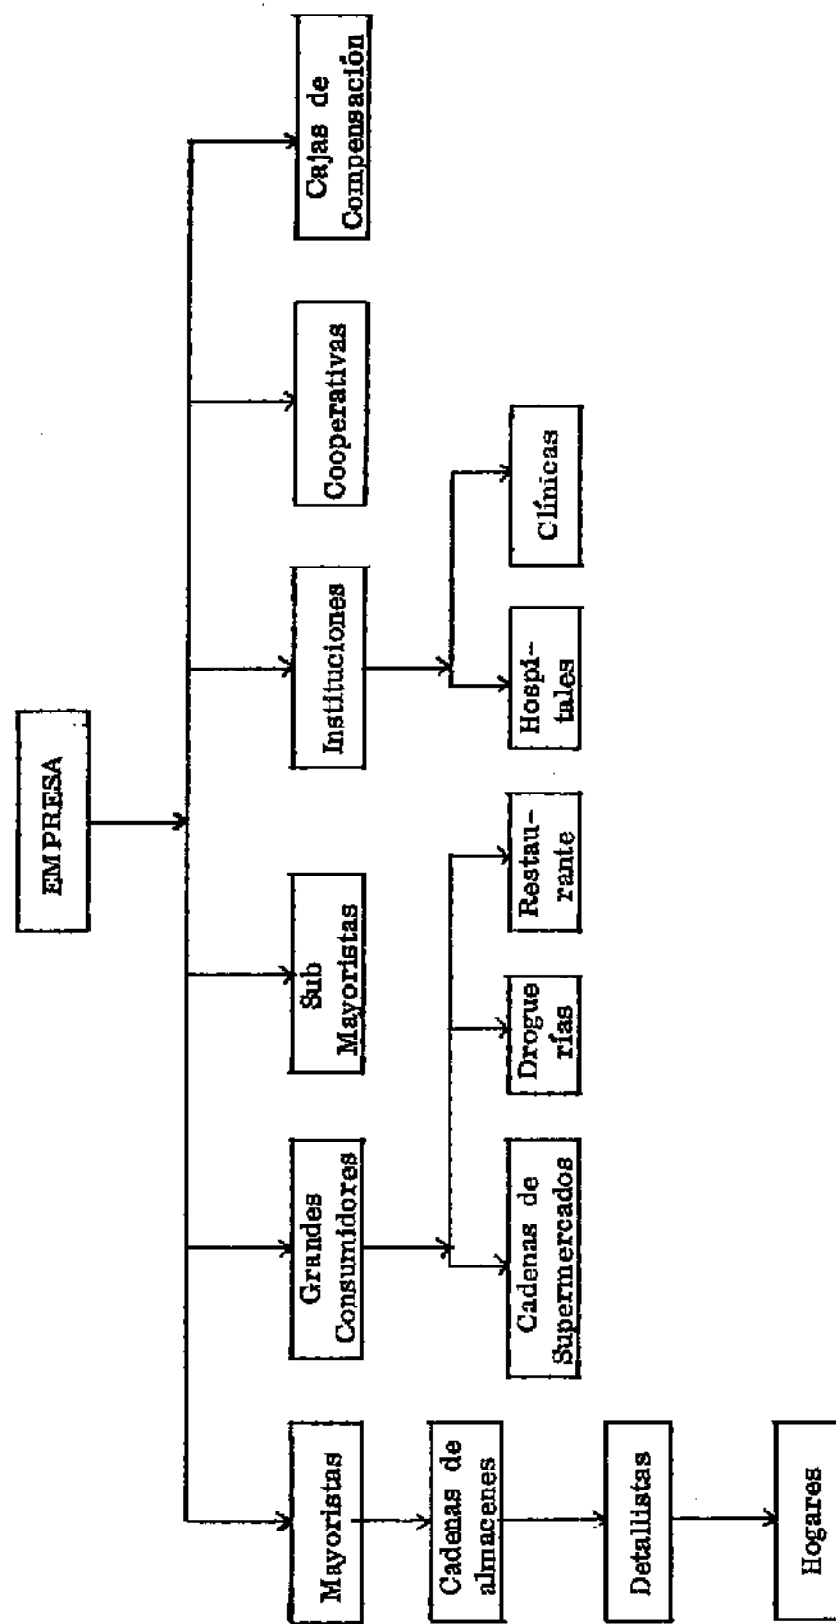 EMPRESA
Mayoristas
Grandes
Consumidores
Sub
Mayoristas
Instituciones
Cooperativas
Cajas de
Compensación
Cadenas de
almacenes
Cadenas de
Supermercados
Drogue
rías
Restau-
rante
Hospi-
tales
Clínicas
Detallistas
Hogares